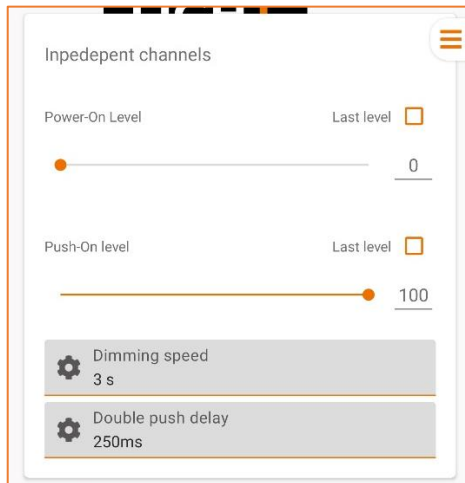 Inpedepent channels
Power-On Level Last level
0
Push-On level Last level
100
Dimming speed
3 s
Double push delay
250ms